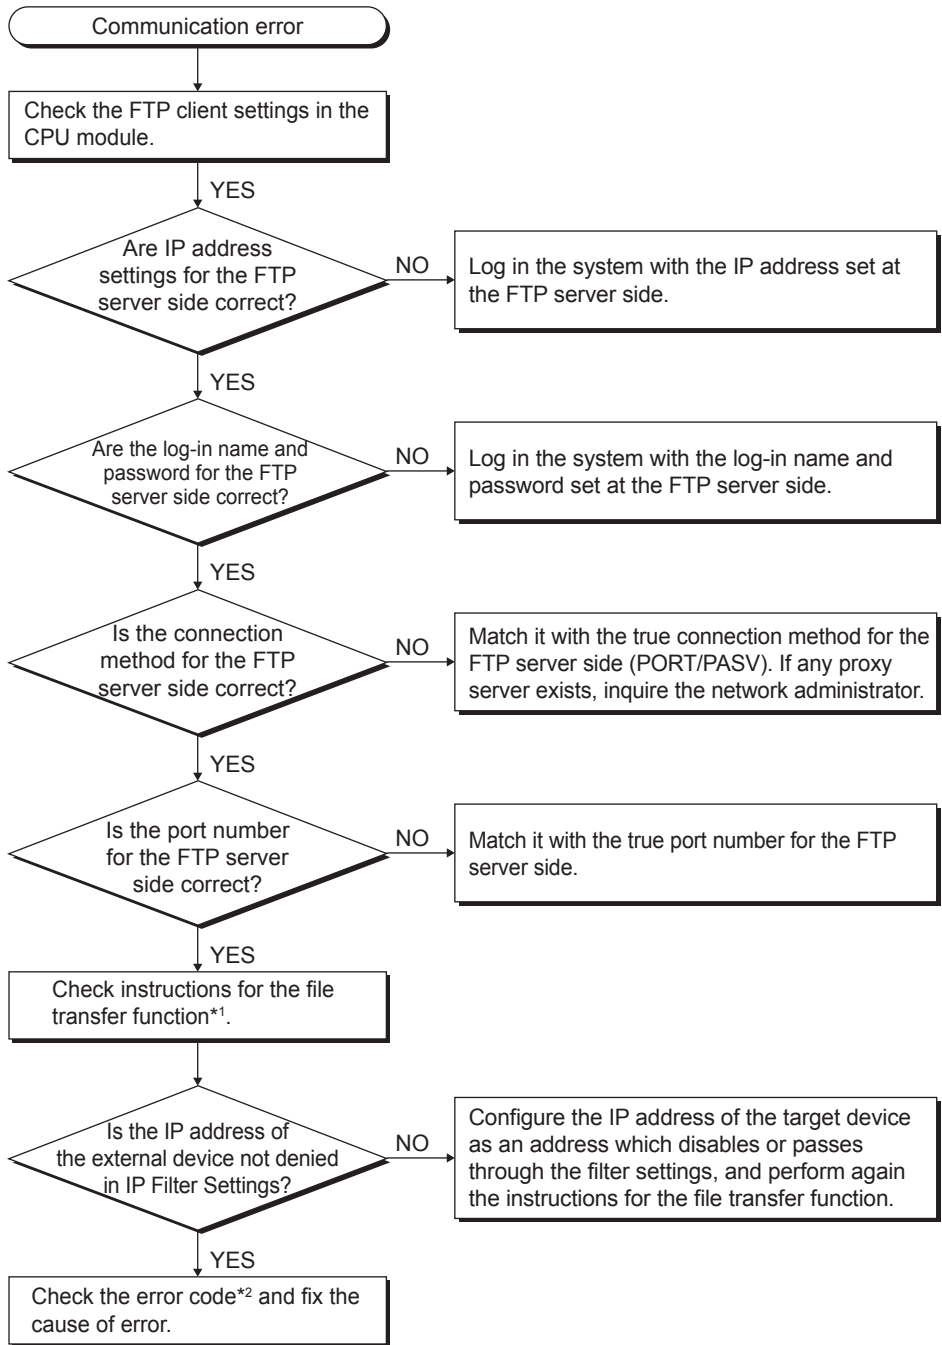 Communication error
Check the FTP client settings in the
CPU module.
YES
Are IP address
settings for the FTP
server side correct?
NO
Log in the system with the IP address set at
the FTP server side.
YES
Are the log-in name and
password for the FTP
server side correct?
NO
Log in the system with the log-in name and
password set at the FTP server side.
YES
Is the connection
method for the FTP
server side correct?
NO
Match it with the true connection method for the
FTP server side (PORT/PASV). If any proxy
server exists, inquire the network administrator.
YES
Is the port number
for the FTP server
side correct?
NO
Match it with the true port number for the FTP
server side.
YES
Check instructions for the file
transfer function*1.
Is the IP address of
the external device not denied
in IP Filter Settings?
NO
Configure the IP address of the target device
as an address which disables or passes
through the filter settings, and perform again
the instructions for the file transfer function.
YES
Check the error code*2 and fix the
cause of error.